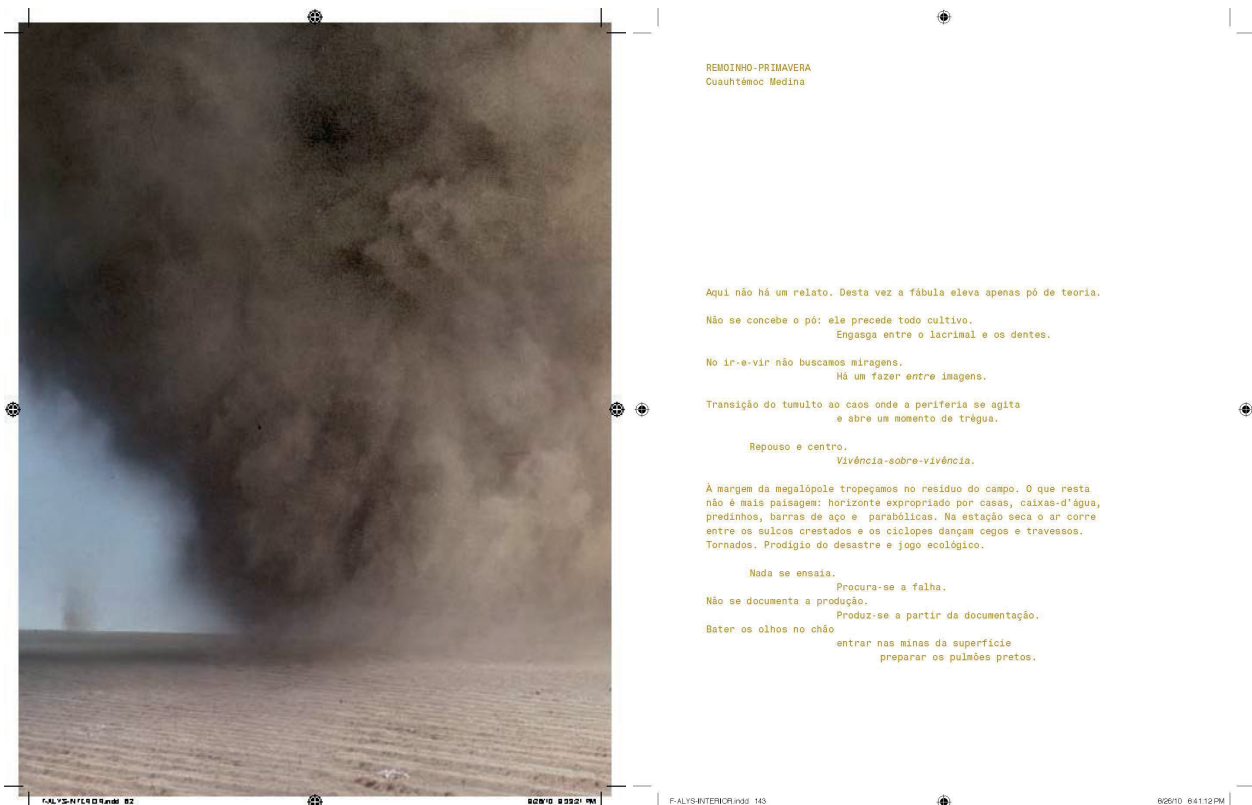 REMOINHO-PRIMAVERA
Cuauhtémoc Medina
Aqui não há um relato. Desta vez a fábula eleva apenas pó de teoria.
Não se concebe o pó: ele precede todo cultivo.
Engasga entre o lacrimal e os dentes.
No ir-e-vir não buscamos miragens.
Há um fazer entre imagens.
Transição do tumulto ao caos onde a periferia se agita
e abre um momento de trégua.
Repouso e centro.
Vivência-sobre-vivência.
À margem da megalópole tropeçamos no resíduo do campo. O que resta
não é mais paisagem: horizonte expropriado por casas, caixas-d'água,
predinhos, barras de aço e  parabólicas. Na estação seca o ar corre
entre os sulcos crestados e os ciclopes dançam cegos e travessos.
Tornados. Prodígio do desastre e jogo ecológico.
Nada se ensaia.
Procura-se a falha.
Não se documenta a produção.
Produz-se a partir da documentação.
Bater os olhos no chão
entrar nas minas da superfície
preparar os pulmões pretos.
F-ALYS-INTERIOR.indd 143
8/26/10 6:41:12 PM